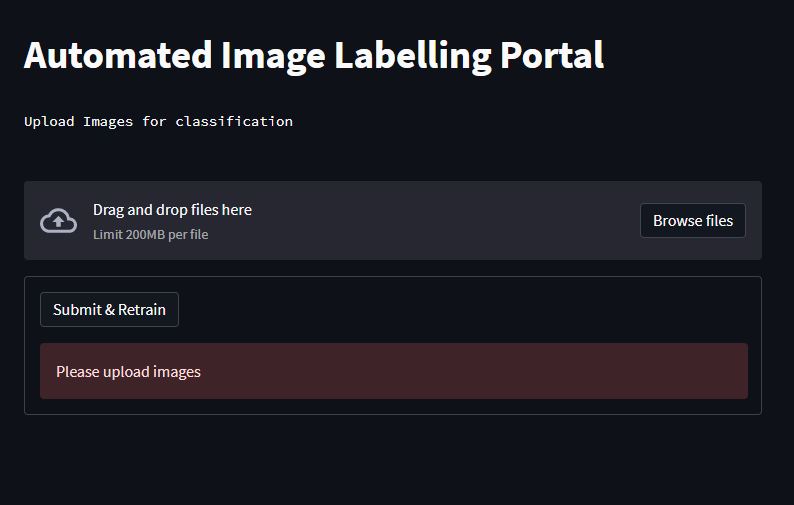 Automated Image Labelling Portal
Upload Images for classification
Drag and drop files here
Limit 200MB per file
Browse files
Submit & Retrain
Please upload images